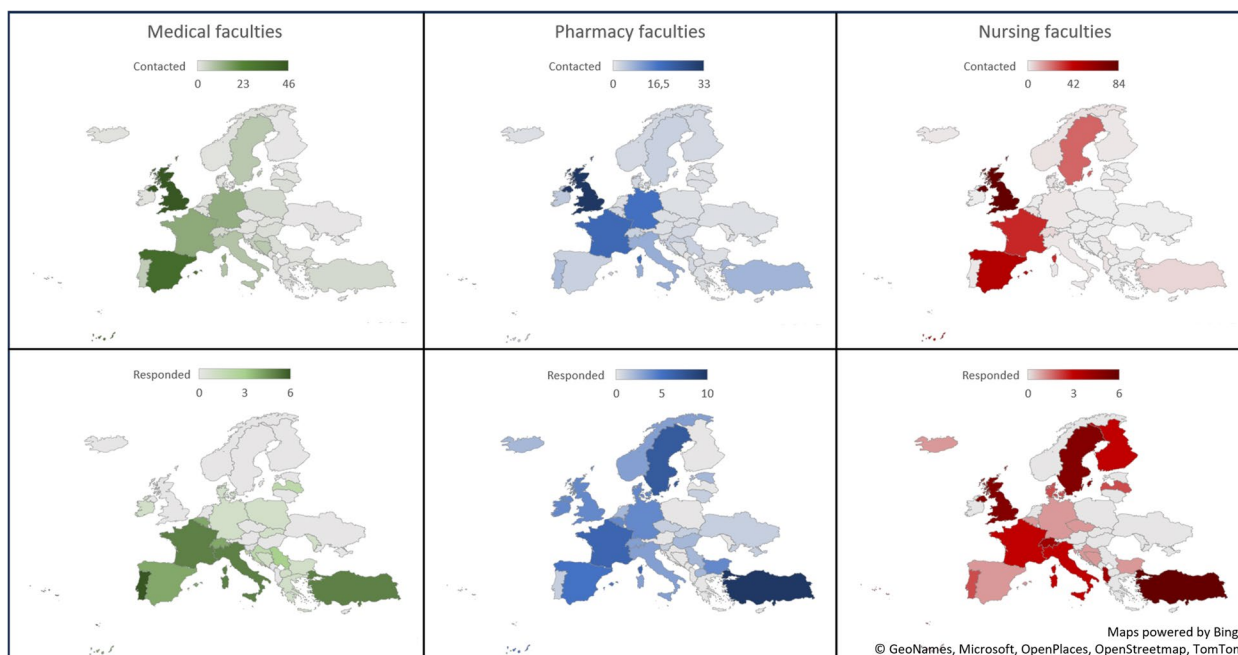 Medical faculties
Contacted
0 23 46
Pharmacy faculties
Contacted
0 16,5 33
Nursing faculties
Contacted
0 42 84
Responded
0 3 6
Responded
0 5 10
Responded
0 3 6
Maps powered by Bing
© GeoNames, Microsoft, OpenPlaces, OpenStreetmap, TomTom